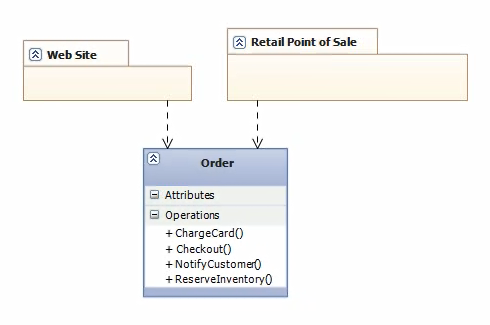 Web Site
Retail Point of Sale
Order
Attributes
Operations
+ ChargeCard()
+ Checkout()
+ NotifyCustomer()
+ ReserveInventory()